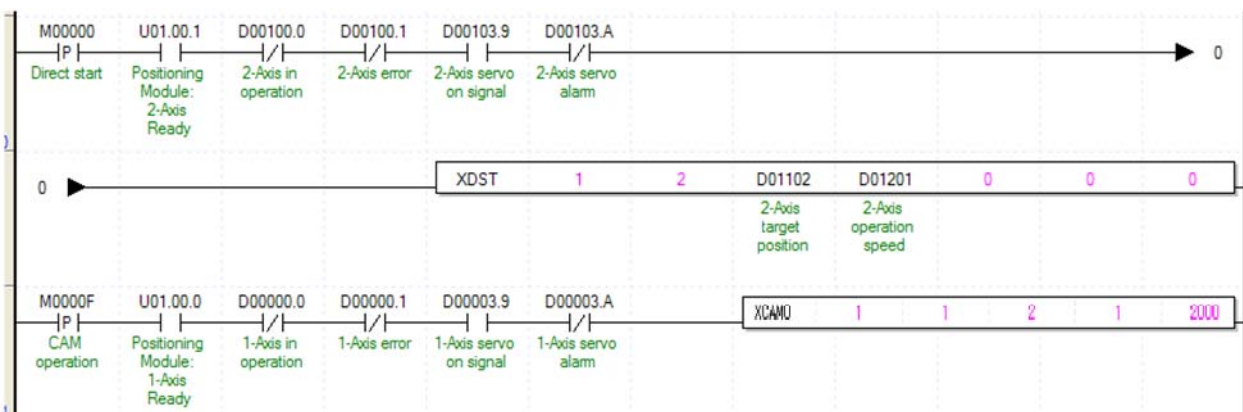 M00000 U01.00.1 D00100.0 D00100.1 D00103.9 D00103.A
P
0
Direct start Positioning 2-Axis in 2-Axis error 2-Axis servo 2-Axis servo
Module: operation on signal alarm
2-Axis
Ready
0 XDST 1 2 D01102 D01201 0 0 0
2-Axis 2-Axis
target operation
position speed
M0000F U01.00.0 D00000.0 D00000.1 D00003.9 D00003.A
P XCAMO 1 1 2 1 2000
CAM Positioning 1-Axis in 1-Axis error 1-Axis servo 1-Axis servo
operation Module: operation on signal alarm
1-Axis
Ready